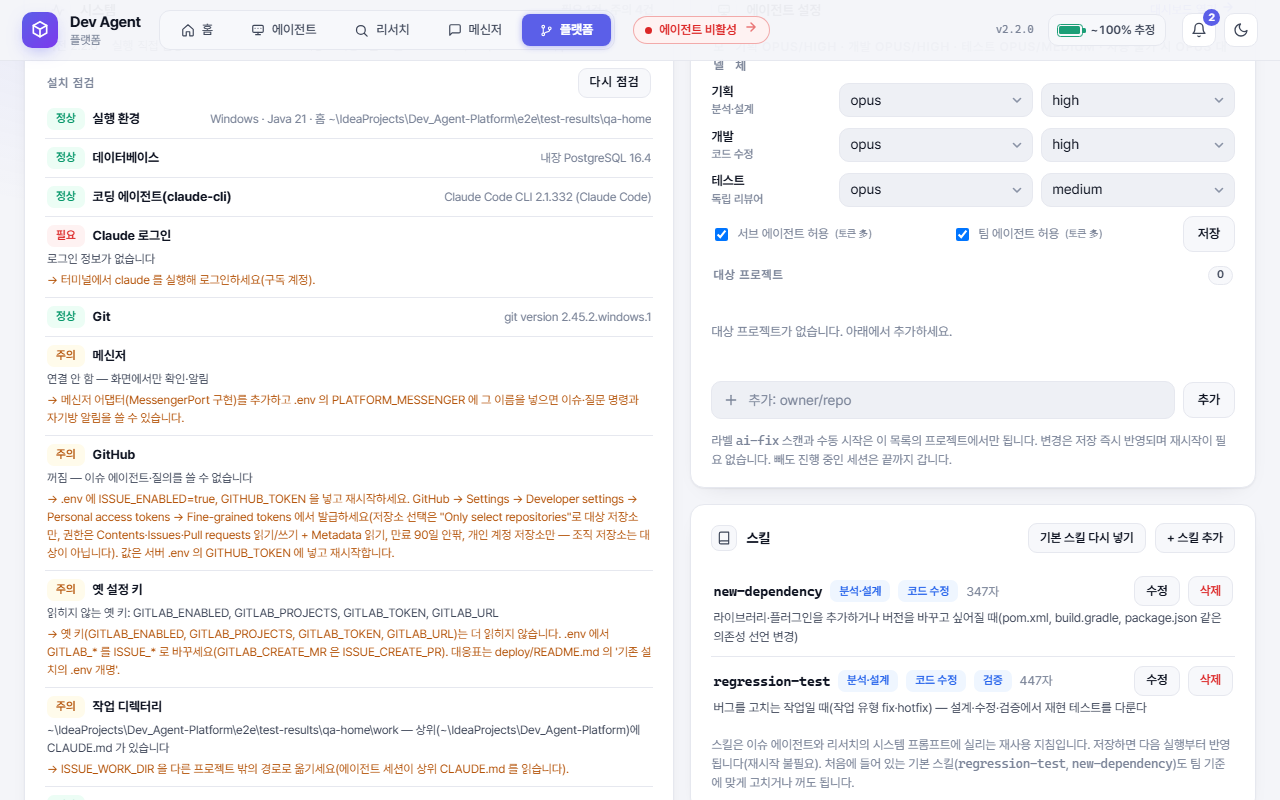 Dev Agent
플랫폼
홈
에이전트
리서치
메신저
플랫폼
에이전트 비활성 →
v2.2.0
~100% 추정
2
설치 점검
다시 점검
정상 실행 환경 Windows · Java 21 · 홈 ~\IdeaProjects\Dev_Agent-Platform\e2e\test-results\qa-home
정상 데이터베이스 내장 PostgreSQL 16.4
정상 코딩 에이전트(claude-cli) Claude Code CLI 2.1.332 (Claude Code)
필요 Claude 로그인
로그인 정보가 없습니다
→ 터미널에서 claude 를 실행해 로그인하세요(구독 계정).
정상 Git git version 2.45.2.windows.1
주의 메신저
연결 안 함 — 화면에서만 확인·알림
→ 메신저 어댑터(MessengerPort 구현)를 추가하고 .env 의 PLATFORM_MESSENGER 에 그 이름을 넣으면 이슈·질문 명령과
자기방 알림을 쓸 수 있습니다.
주의 GitHub
꺼짐 — 이슈 에이전트·질의를 쓸 수 없습니다
→ .env 에 ISSUE_ENABLED=true, GITHUB_TOKEN 을 넣고 재시작하세요. GitHub → Settings → Developer settings →
Personal access tokens → Fine-grained tokens 에서 발급하세요(저장소 선택은 "Only select repositories"로 대상 저장소
만, 권한은 Contents·Issues·Pull requests 읽기/쓰기 + Metadata 읽기, 만료 90일 안팎, 개인 계정 저장소만 — 조직 저장소는 대
상이 아닙니다). 값은 서버 .env 의 GITHUB_TOKEN 에 넣고 재시작합니다.
주의 옛 설정 키
읽히지 않는 옛 키: GITLAB_ENABLED, GITLAB_PROJECTS, GITLAB_TOKEN, GITLAB_URL
→ 옛 키(GITLAB_ENABLED, GITLAB_PROJECTS, GITLAB_TOKEN, GITLAB_URL)는 더 읽히지 않습니다. .env 에서
GITLAB_* 를 ISSUE_* 로 바꾸세요(GITLAB_CREATE_MR 은 ISSUE_CREATE_PR). 대응표는 deploy/README.md 의 '기존 설
치의 .env 개명'.
주의 작업 디렉터리
~\IdeaProjects\Dev_Agent-Platform\e2e\test-results\qa-home\work — 상위(~\IdeaProjects\Dev_Agent-Platform)에
CLAUDE.md 가 있습니다
→ ISSUE_WORK_DIR 을 다른 프로젝트 밖의 경로로 옮기세요(에이전트 세션이 상위 CLAUDE.md 를 읽습니다).
델 체
기획
분석·설계
opus
high
개발
코드 수정
opus
high
테스트
독립 리뷰어
opus
medium
서브 에이전트 허용 (토큰 多)
팀 에이전트 허용 (토큰 多)
저장
대상 프로젝트
0
대상 프로젝트가 없습니다. 아래에서 추가하세요.
추가: owner/repo
추가
라벨 ai-fix 스캔과 수동 시작은 이 목록의 프로젝트에서만 됩니다. 변경은 저장 즉시 반영되며 재시작이 필
요 없습니다. 빼도 진행 중인 세션은 끝까지 갑니다.
스킬
기본 스킬 다시 넣기
+ 스킬 추가
new-dependency 분석·설계 코드 수정 347자 수정 삭제
라이브러리·플러그인을 추가하거나 버전을 바꾸고 싶어질 때(pom.xml, build.gradle, package.json 같은
의존성 선언 변경)
regression-test 분석·설계 코드 수정 검증 447자 수정 삭제
버그를 고치는 작업일 때(작업 유형 fix·hotfix) — 설계·수정·검증에서 재현 테스트를 다룬다
스킬은 이슈 에이전트와 리서치의 시스템 프롬프트에 실리는 재사용 지침입니다. 저장하면 다음 실행부터 반영
됩니다(재시작 불필요). 처음에 들어 있는 기본 스킬(regression-test, new-dependency)도 팀 기준
에 맞게 고치거나 꺼도 됩니다.